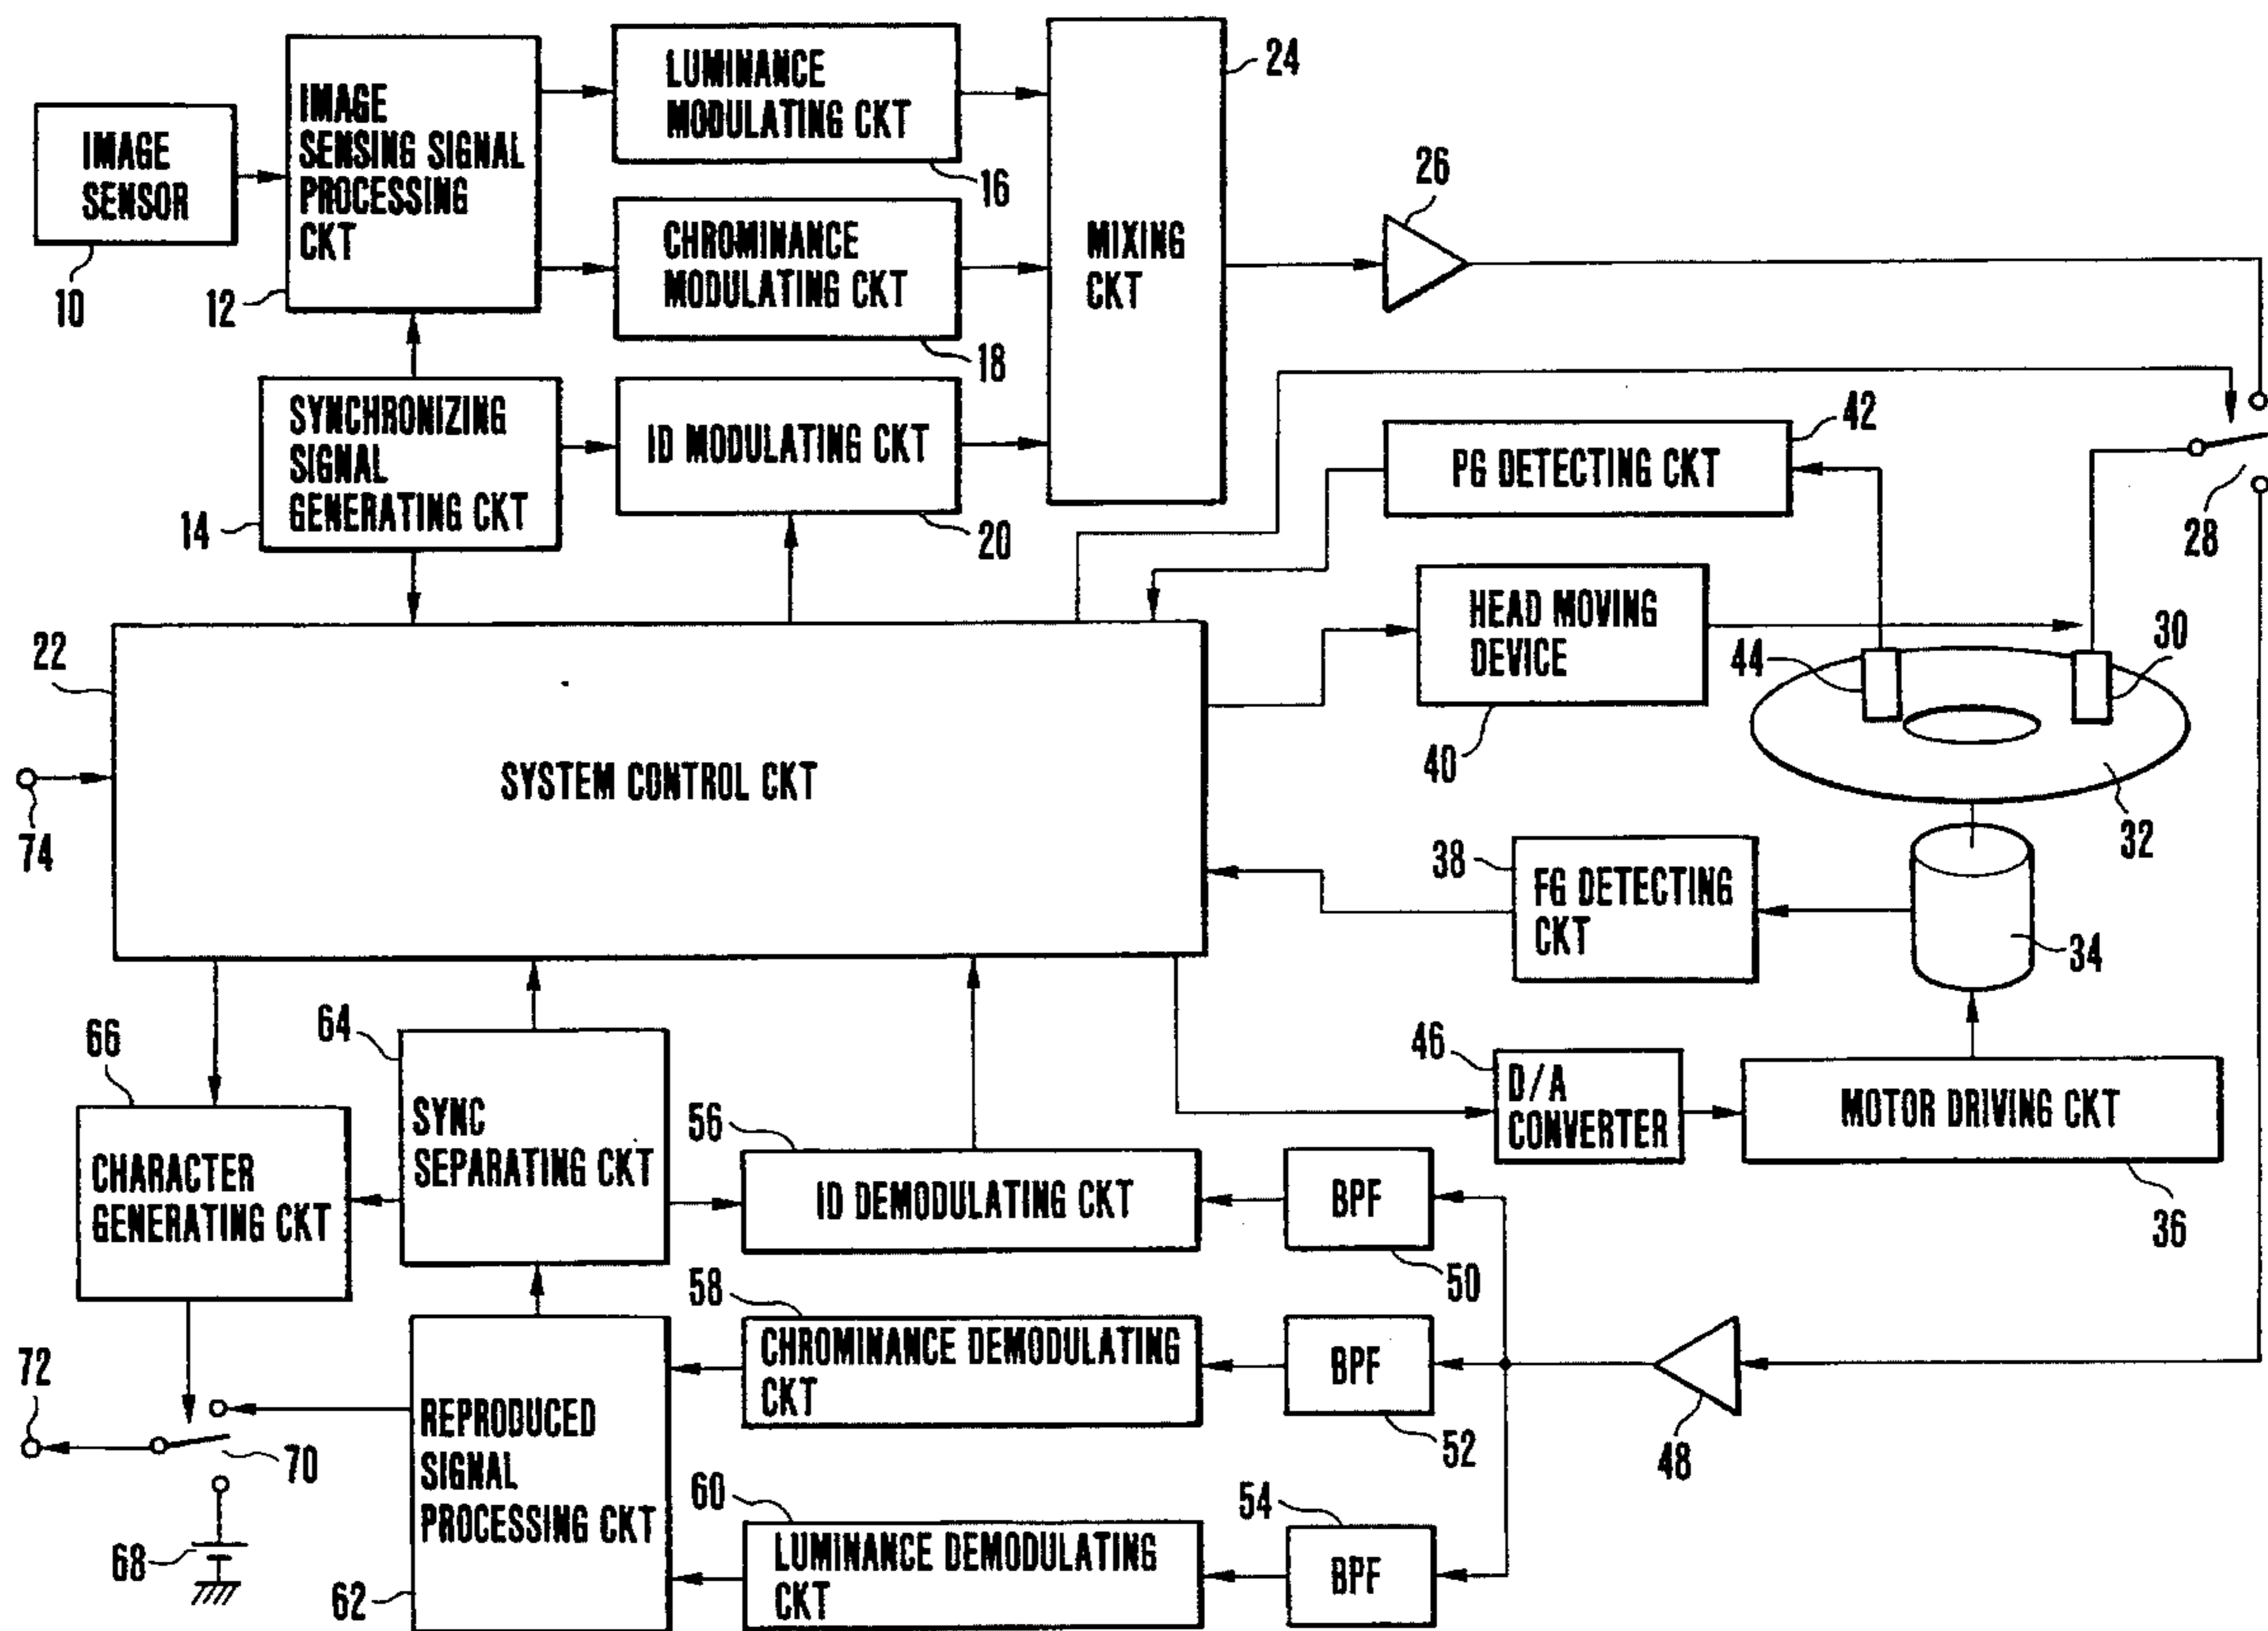 IMAGE
SENSOR
10
IMAGE
SENSING SIGNAL
PROCESSING
CKT
12
LUMINANCE
MODULATING CKT
16
CHROMINANCE
MODULATING CKT
18
MIXING
CKT
24
26
SYNCHRONIZING
SIGNAL
GENERATING CKT
14
ID MODULATING CKT
20
PG DETECTING CKT
42
28
HEAD MOVING
DEVICE
40
44
30
32
22
SYSTEM CONTROL CKT
74
38
FG DETECTING
CKT
34
46
D/A
CONVERTER
MOTOR DRIVING CKT
36
66
CHARACTER
GENERATING CKT
64
SYNC
SEPARATING CKT
56
ID DEMODULATING CKT
BPF
50
58
CHROMINANCE DEMODULATING
CKT
BPF
52
48
72
70
68
REPRODUCED
SIGNAL
PROCESSING CKT
62
60
LUMINANCE DEMODULATING
CKT
54
BPF